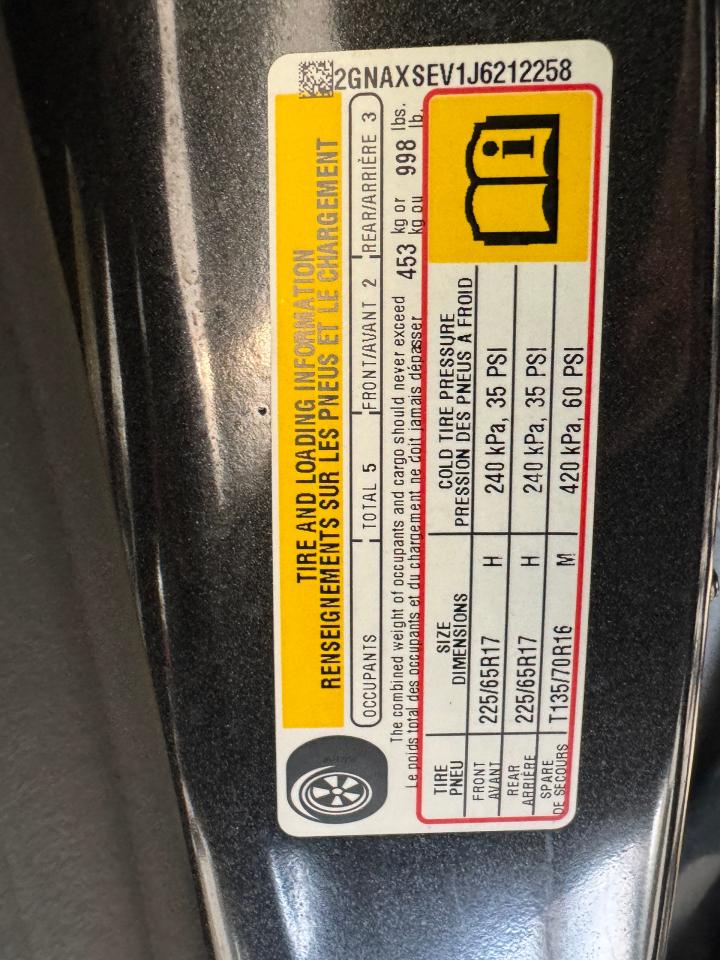 2GNAXSEV1J6212258
TIRE AND LOADING INFORMATION
RENSEIGNEMENTS SUR LES PNEUS ET LE CHARGEMENT
OCCUPANTS TOTAL 5 FRONT/AVANT 2 REAR/ARRIÈRE 3
The combined weight of occupants and cargo should never exceed 453 kg or 998 lbs.
Le poids total des occupants et du chargement ne doit jamais dépasser kg ou lb.
TIRE SIZE COLD TIRE PRESSURE
PNEU DIMENSIONS PRESSION DES PNEUS À FROID
FRONT
AVANT 225/65R17 H 240 kPa, 35 PSI
REAR
ARRIÈRE 225/65R17 H 240 kPa, 35 PSI
SPARE
DE SECOURS T135/70R16 M 420 kPa, 60 PSI